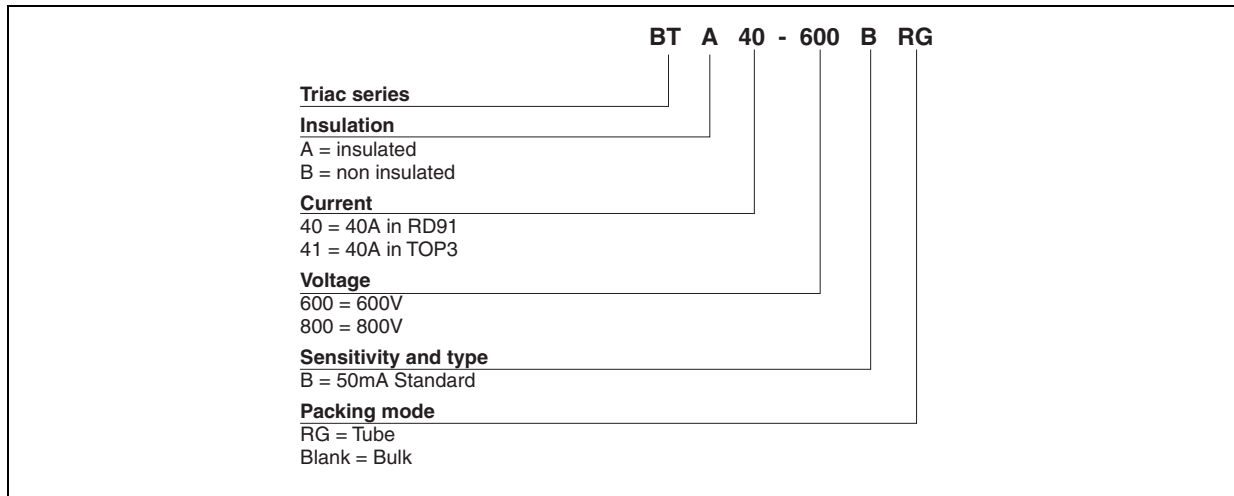 BT A 40 - 600 B RG
Triac series
Insulation
A = insulated
B = non insulated
Current
40 = 40A in RD91
41 = 40A in TOP3
Voltage
600 = 600V
800 = 800V
Sensitivity and type
B = 50mA Standard
Packing mode
RG = Tube
Blank = Bulk